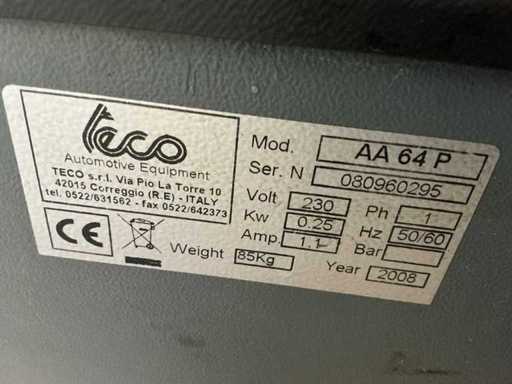 teco
Automotive Equipment
TECO s.r.l. Via Pio La Torre 10
42015 Correggio (R.E) - ITALY
tel. 0522/631562 - fax 0522/642373
Mod. AA 64 P
Ser. N 080960295
Volt 230 Ph 1
Kw 0.25 Hz 50/60
Amp. 1,1 Bar
CE Weight 85Kg Year 2008